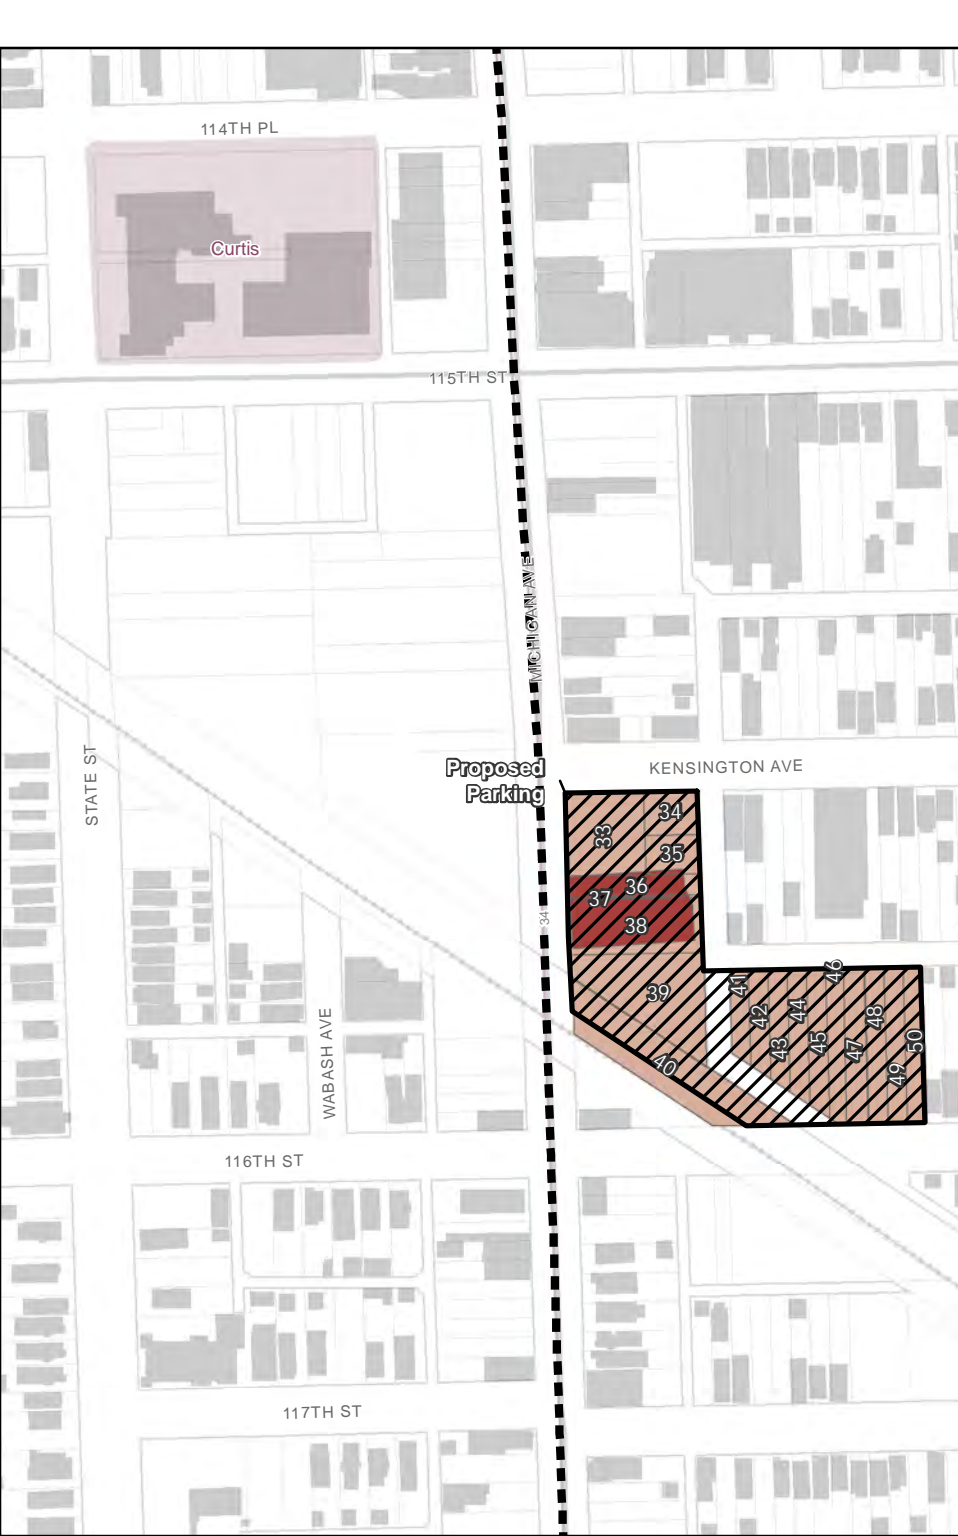 114TH PL
Curtis
115TH ST
MICHIGAN AVE
STATE ST
Proposed
Parking
KENSINGTON AVE
33
34
35
36
37
38
34
39
40
41
46
42
44
48
43
45
47
50
49
WABASH AVE
116TH ST
117TH ST